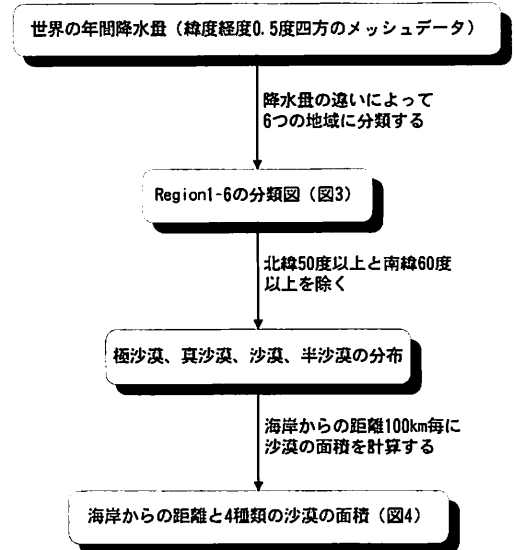 世界の年間降水量（緯度経度0.5度四方のメッシュデータ）
降水量の違いによって
6つの地域に分類する
Region1-6の分類図（図3）
北緯50度以上と南緯60度
以上を除く
極沙漠、真沙漠、沙漠、半沙漠の分布
海岸からの距離100km毎に
沙漠の面積を計算する
海岸からの距離と4種類の沙漠の面積（図4）